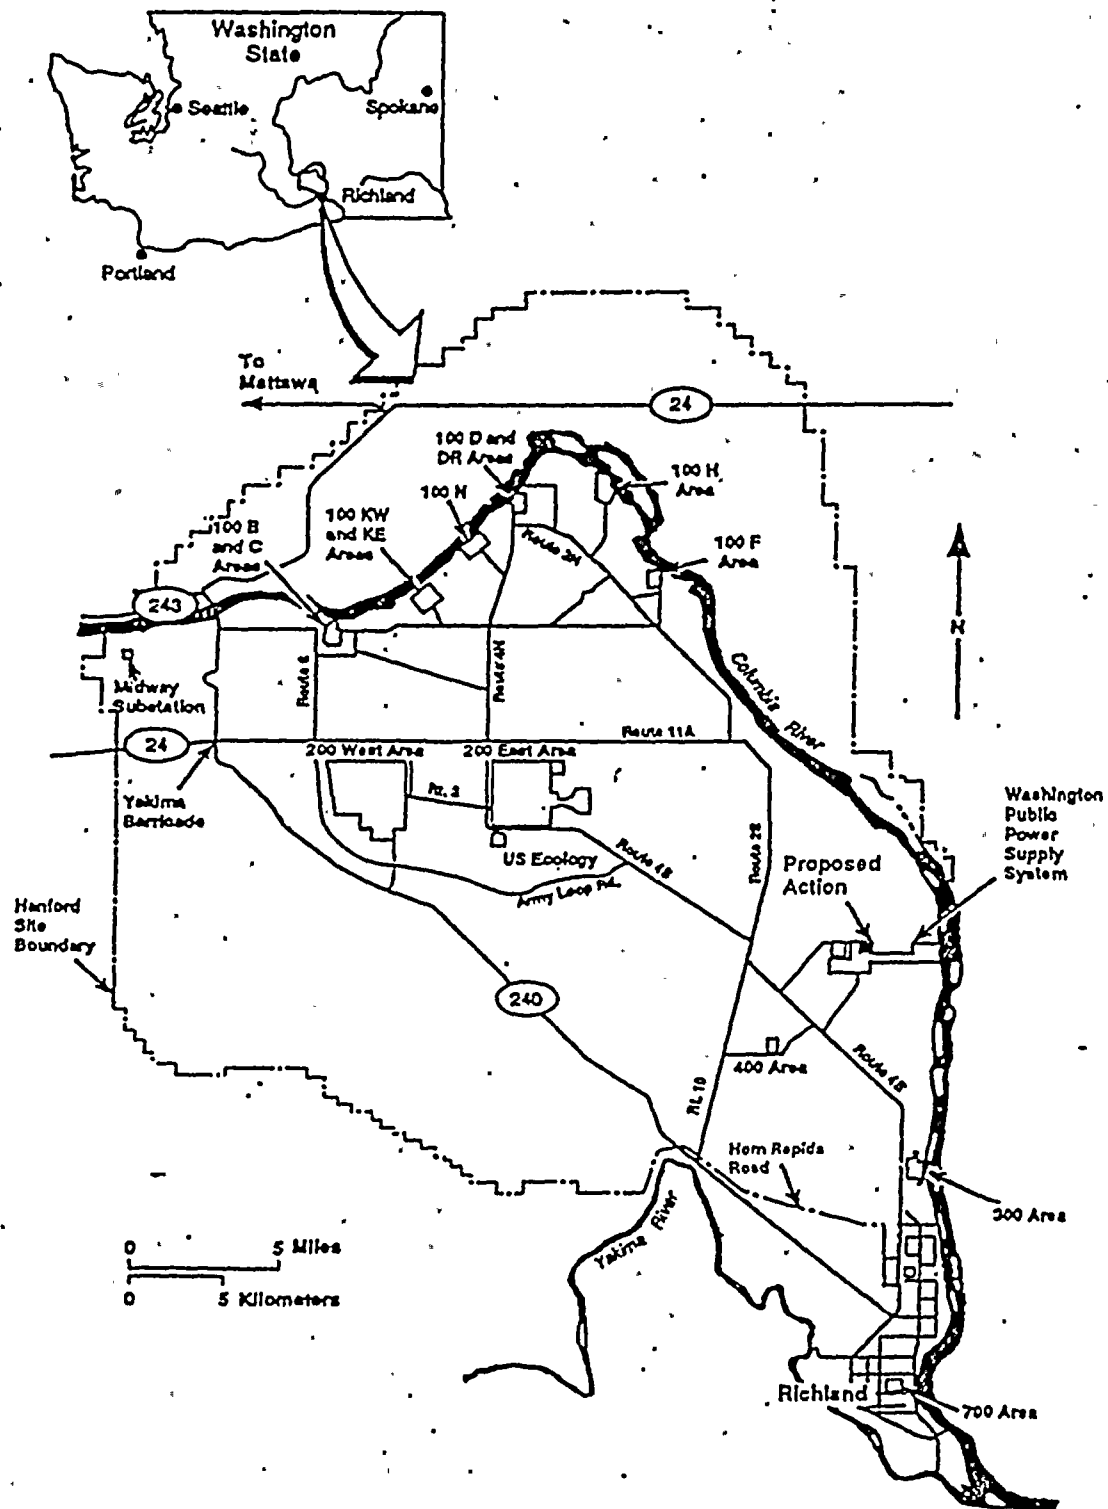 Washington
State
Seattle
Spokane
Richland
Portland
To
Mattawa
24
100 D and
DR Areas
100 H
Area
100 N
100 KW
and KE
Areas
100 B
and C
Areas
100 F
Area
Route 2N
243
N
Midway
Substation
Route 6
Route 4N
Columbia
River
Route 11A
24
200 West Area
200 East Area
Rt. 3
Yakima
Barricade
Washington
Public
Power
Supply
System
US Ecology
Route 4S
Route 2S
Proposed
Action
Army Loop Rd.
Hanford
Site
Boundary
240
400 Area
Route 4S
Rt. 10
Horn Rapids
Road
300 Area
Yakima River
0 5 Miles
0 5 Kilometers
Richland
700 Area